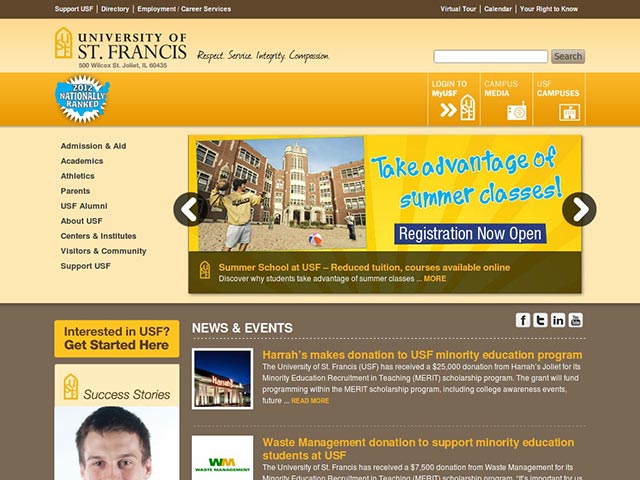 Support USF | Directory | Employment / Career Services
Virtual Tour | Calendar | Your Right to Know
USF
UNIVERSITY OF
ST. FRANCIS
500 Wilcox St. Joliet, IL 60435
Respect. Service. Integrity. Compassion.
Search
2012
NATIONALLY
RANKED
LOGIN TO
MyUSF
CAMPUS
MEDIA
USF
CAMPUSES
Admission & Aid
Academics
Athletics
Parents
USF Alumni
About USF
Centers & Institutes
Visitors & Community
Support USF
Take advantage of
summer classes!
Registration Now Open
Summer School at USF – Reduced tuition, courses available online
Discover why students take advantage of summer classes ... MORE
Interested in USF?
Get Started Here
Success Stories
NEWS & EVENTS
Harrah's
Harrah's makes donation to USF minority education program
The University of St. Francis (USF) has received a $25,000 donation from Harrah's Joliet for its
Minority Education Recruitment in Teaching (MERIT) scholarship program. The grant will fund
programming within the MERIT scholarship program, including college awareness events,
future ... READ MORE
WM
WASTE MANAGEMENT
Waste Management donation to support minority education
students at USF
The University of St. Francis has received a $7,500 donation from Waste Management for its
Minority Education Recruitment in Teaching (MERIT) scholarship program. "It's important for us